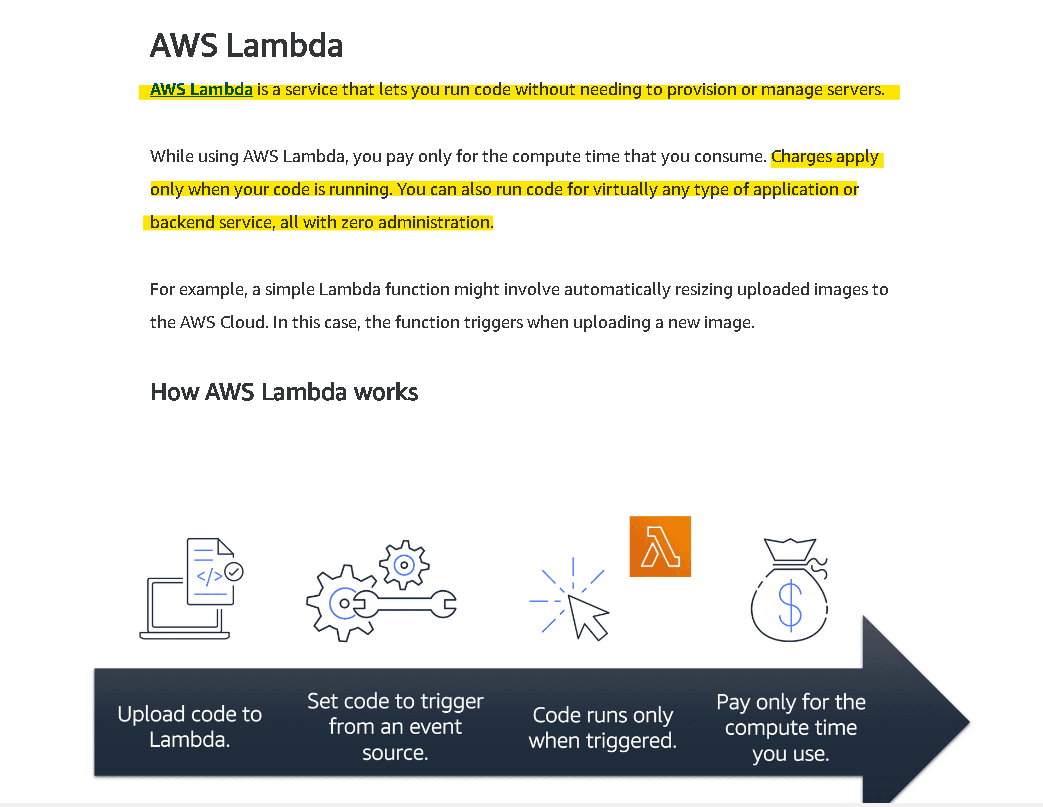 AWS Lambda
AWS Lambda is a service that lets you run code without needing to provision or manage servers.
While using AWS Lambda, you pay only for the compute time that you consume. Charges apply
only when your code is running. You can also run code for virtually any type of application or
backend service, all with zero administration.
For example, a simple Lambda function might involve automatically resizing uploaded images to
the AWS Cloud. In this case, the function triggers when uploading a new image.
How AWS Lambda works
</>
λ
$
Upload code to
Lambda.
Set code to trigger
from an event
source.
Code runs only
when triggered.
Pay only for the
compute time
you use.